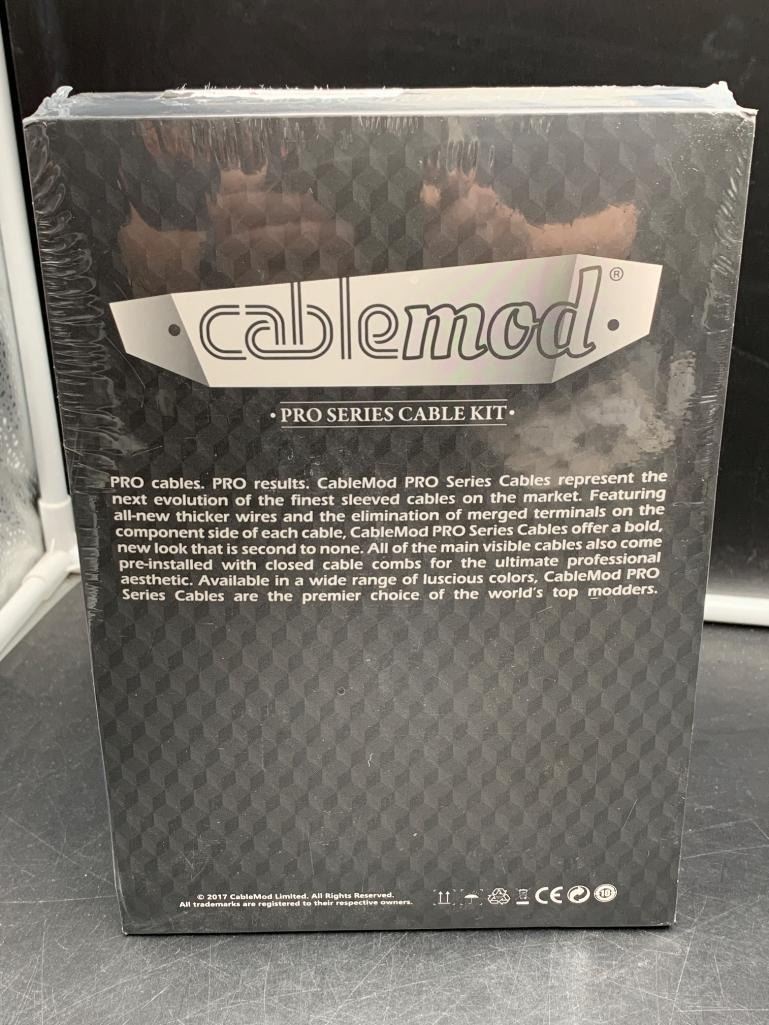 cablemod®
• PRO SERIES CABLE KIT •
PRO cables. PRO results. CableMod PRO Series Cables represent the
next evolution of the finest sleeved cables on the market. Featuring
all-new thicker wires and the elimination of merged terminals on the
component side of each cable, CableMod PRO Series Cables offer a bold,
new look that is second to none. All of the main visible cables also come
pre-installed with closed cable combs for the ultimate professional
aesthetic. Available in a wide range of luscious colors, CableMod PRO
Series Cables are the premier choice of the world's top modders.
© 2017 CableMod Limited. All Rights Reserved.
All trademarks are registered to their respective owners.
CE